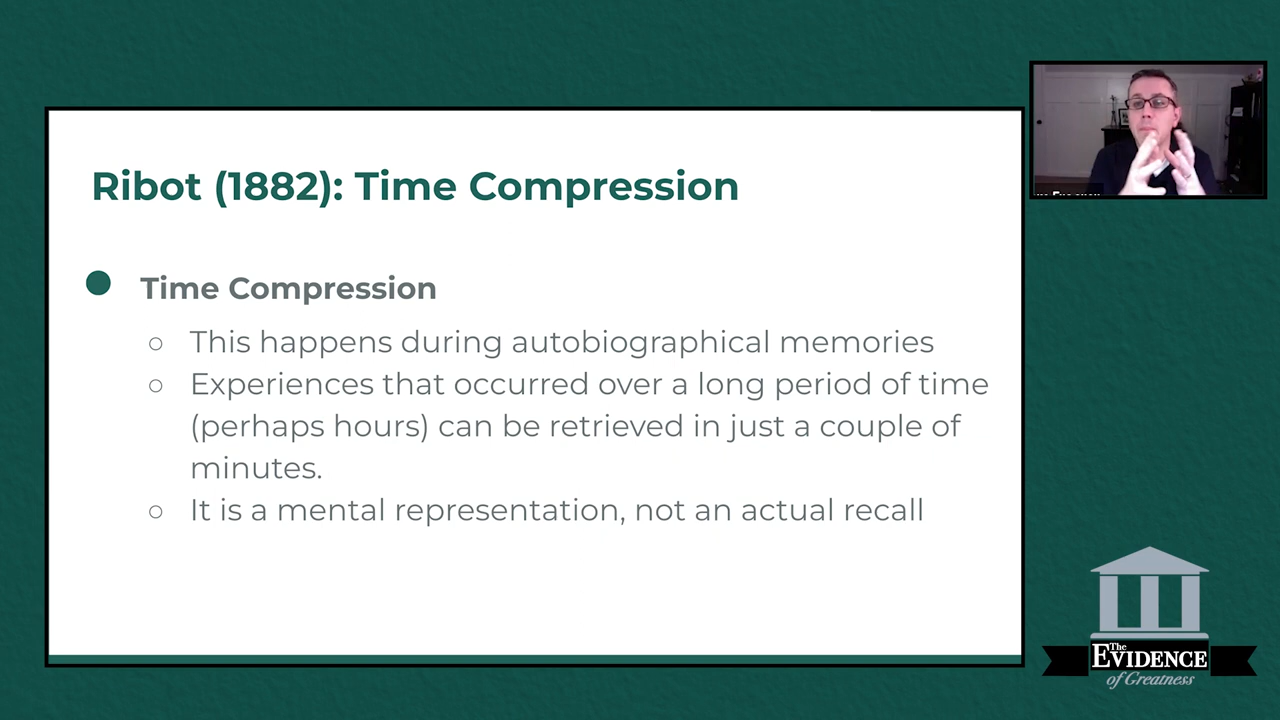 Ribot (1882): Time Compression
Time Compression
This happens during autobiographical memories
Experiences that occurred over a long period of time
(perhaps hours) can be retrieved in just a couple of
minutes.
It is a mental representation, not an actual recall
The
EVIDENCE
of Greatness